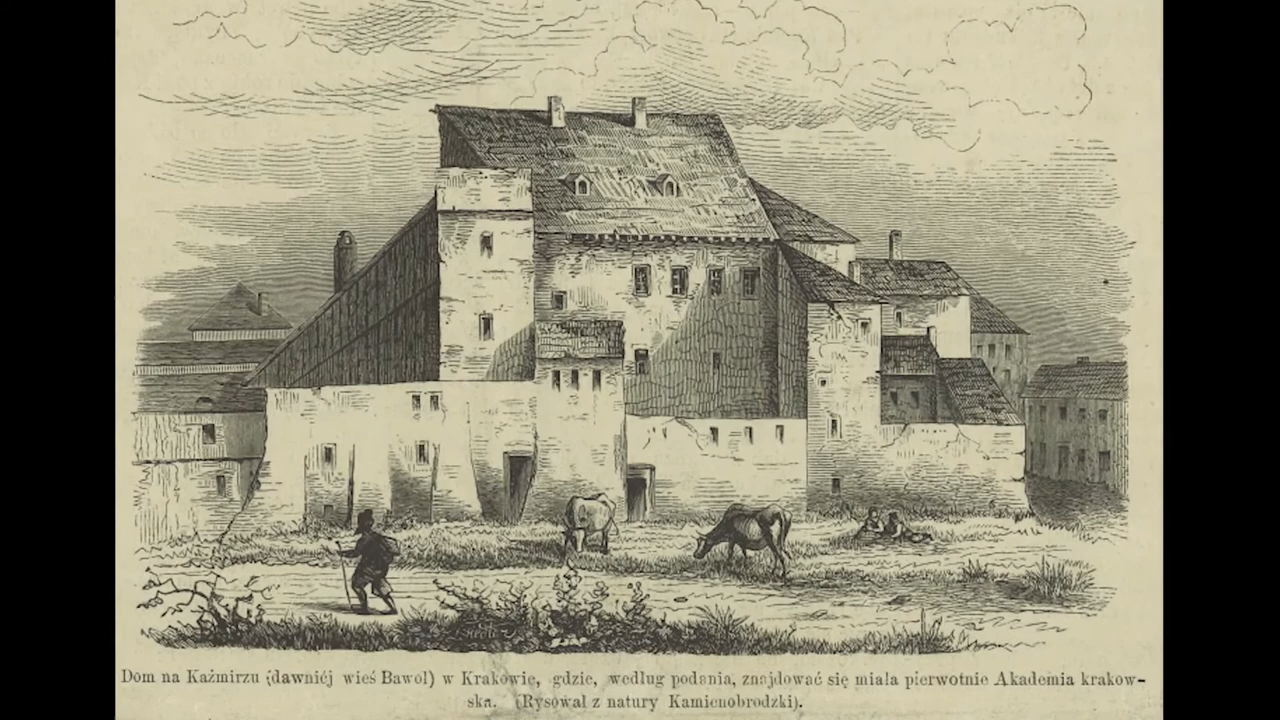 Dom na Kaźmirzu (dawniéj wieś Bawoł) w Krakowie, gdzie, według podania, znajdować się miała pierwotnie Akademia krakow-
ska. (Rysował z natury Kamienobrodzki).